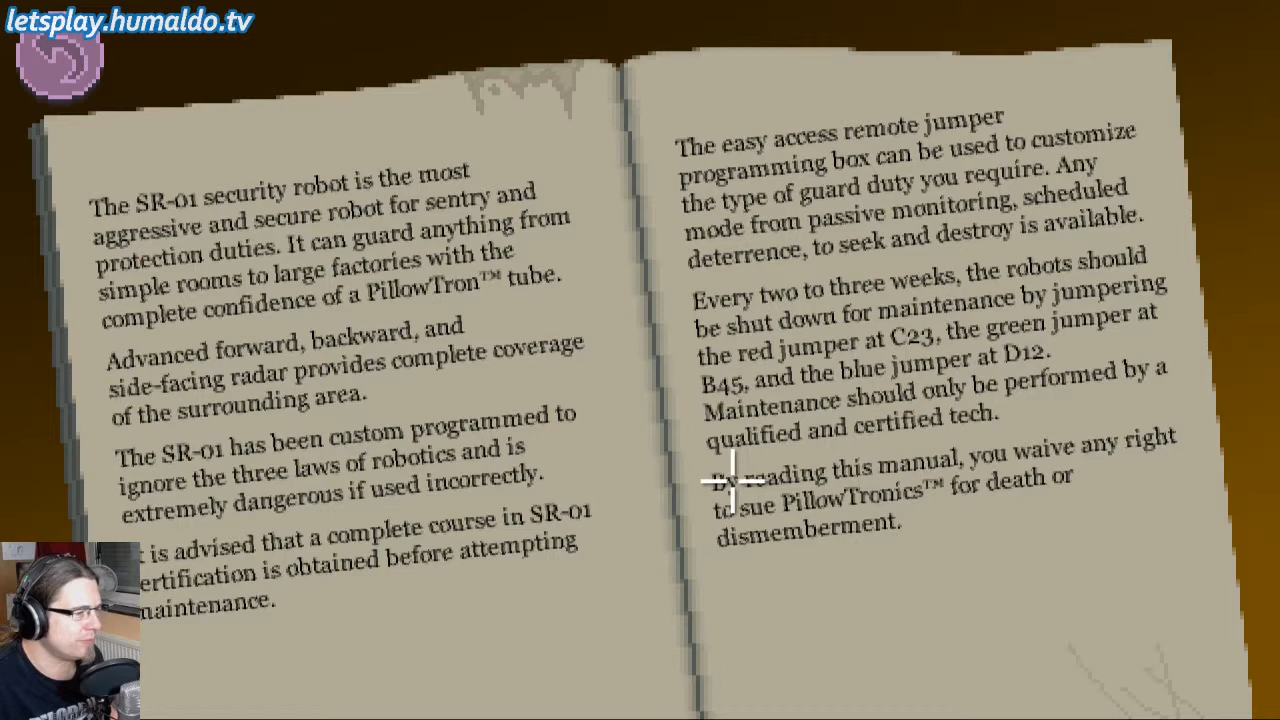 letsplay.humaldo.tv
The SR-01 security robot is the most
aggressive and secure robot for sentry and
protection duties. It can guard anything from
simple rooms to large factories with the
complete confidence of a PillowTron™ tube.
Advanced forward, backward, and
side-facing radar provides complete coverage
of the surrounding area.
The SR-01 has been custom programmed to
ignore the three laws of robotics and is
extremely dangerous if used incorrectly.
t is advised that a complete course in SR-01
ertification is obtained before attempting
naintenance.
The easy access remote jumper
programming box can be used to customize
the type of guard duty you require. Any
mode from passive monitoring, scheduled
deterrence, to seek and destroy is available.
Every two to three weeks, the robots should
be shut down for maintenance by jumpering
the red jumper at C23, the green jumper at
B45, and the blue jumper at D12.
Maintenance should only be performed by a
qualified and certified tech.
By reading this manual, you waive any right
to sue PillowTronics™ for death or
dismemberment.